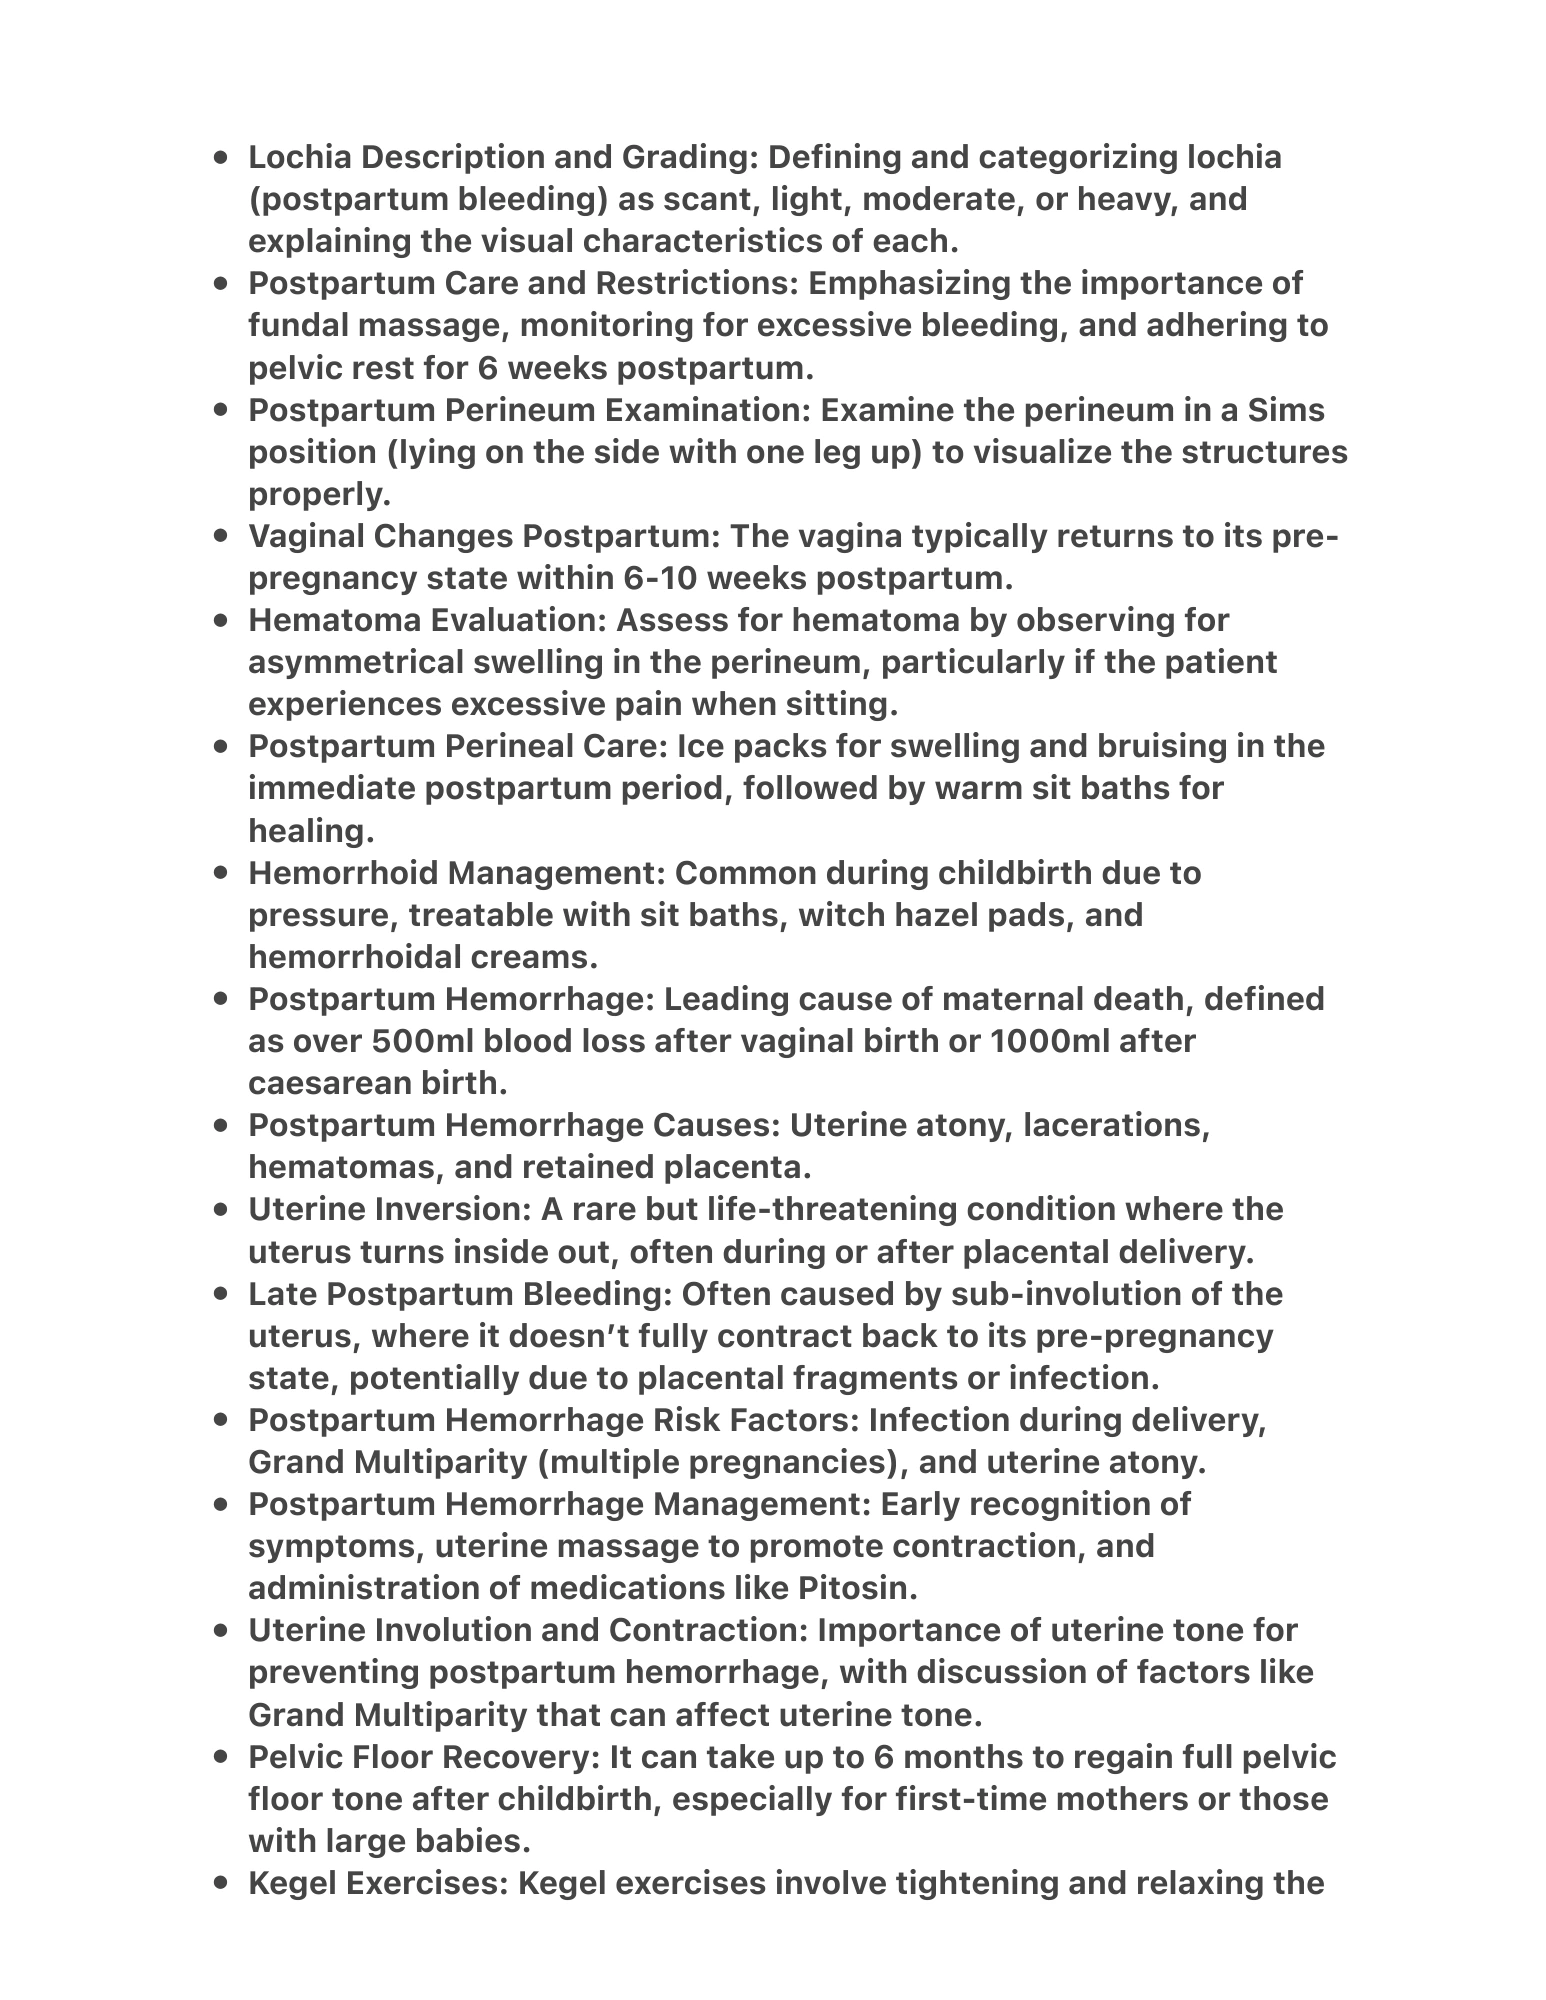 • Lochia Description and Grading: Defining and categorizing lochia
(postpartum bleeding) as scant, light, moderate, or heavy, and
explaining the visual characteristics of each.
• Postpartum Care and Restrictions: Emphasizing the importance of
fundal massage, monitoring for excessive bleeding, and adhering to
pelvic rest for 6 weeks postpartum.
• Postpartum Perineum Examination: Examine the perineum in a Sims
position (lying on the side with one leg up) to visualize the structures
properly.
• Vaginal Changes Postpartum: The vagina typically returns to its pre-
pregnancy state within 6-10 weeks postpartum.
• Hematoma Evaluation: Assess for hematoma by observing for
asymmetrical swelling in the perineum, particularly if the patient
experiences excessive pain when sitting.
• Postpartum Perineal Care: Ice packs for swelling and bruising in the
immediate postpartum period, followed by warm sit baths for
healing.
• Hemorrhoid Management: Common during childbirth due to
pressure, treatable with sit baths, witch hazel pads, and
hemorrhoidal creams.
• Postpartum Hemorrhage: Leading cause of maternal death, defined
as over 500ml blood loss after vaginal birth or 1000ml after
caesarean birth.
• Postpartum Hemorrhage Causes: Uterine atony, lacerations,
hematomas, and retained placenta.
• Uterine Inversion: A rare but life-threatening condition where the
uterus turns inside out, often during or after placental delivery.
• Late Postpartum Bleeding: Often caused by sub-involution of the
uterus, where it doesn’t fully contract back to its pre-pregnancy
state, potentially due to placental fragments or infection.
• Postpartum Hemorrhage Risk Factors: Infection during delivery,
Grand Multiparity (multiple pregnancies), and uterine atony.
• Postpartum Hemorrhage Management: Early recognition of
symptoms, uterine massage to promote contraction, and
administration of medications like Pitosin.
• Uterine Involution and Contraction: Importance of uterine tone for
preventing postpartum hemorrhage, with discussion of factors like
Grand Multiparity that can affect uterine tone.
• Pelvic Floor Recovery: It can take up to 6 months to regain full pelvic
floor tone after childbirth, especially for first-time mothers or those
with large babies.
• Kegel Exercises: Kegel exercises involve tightening and relaxing the